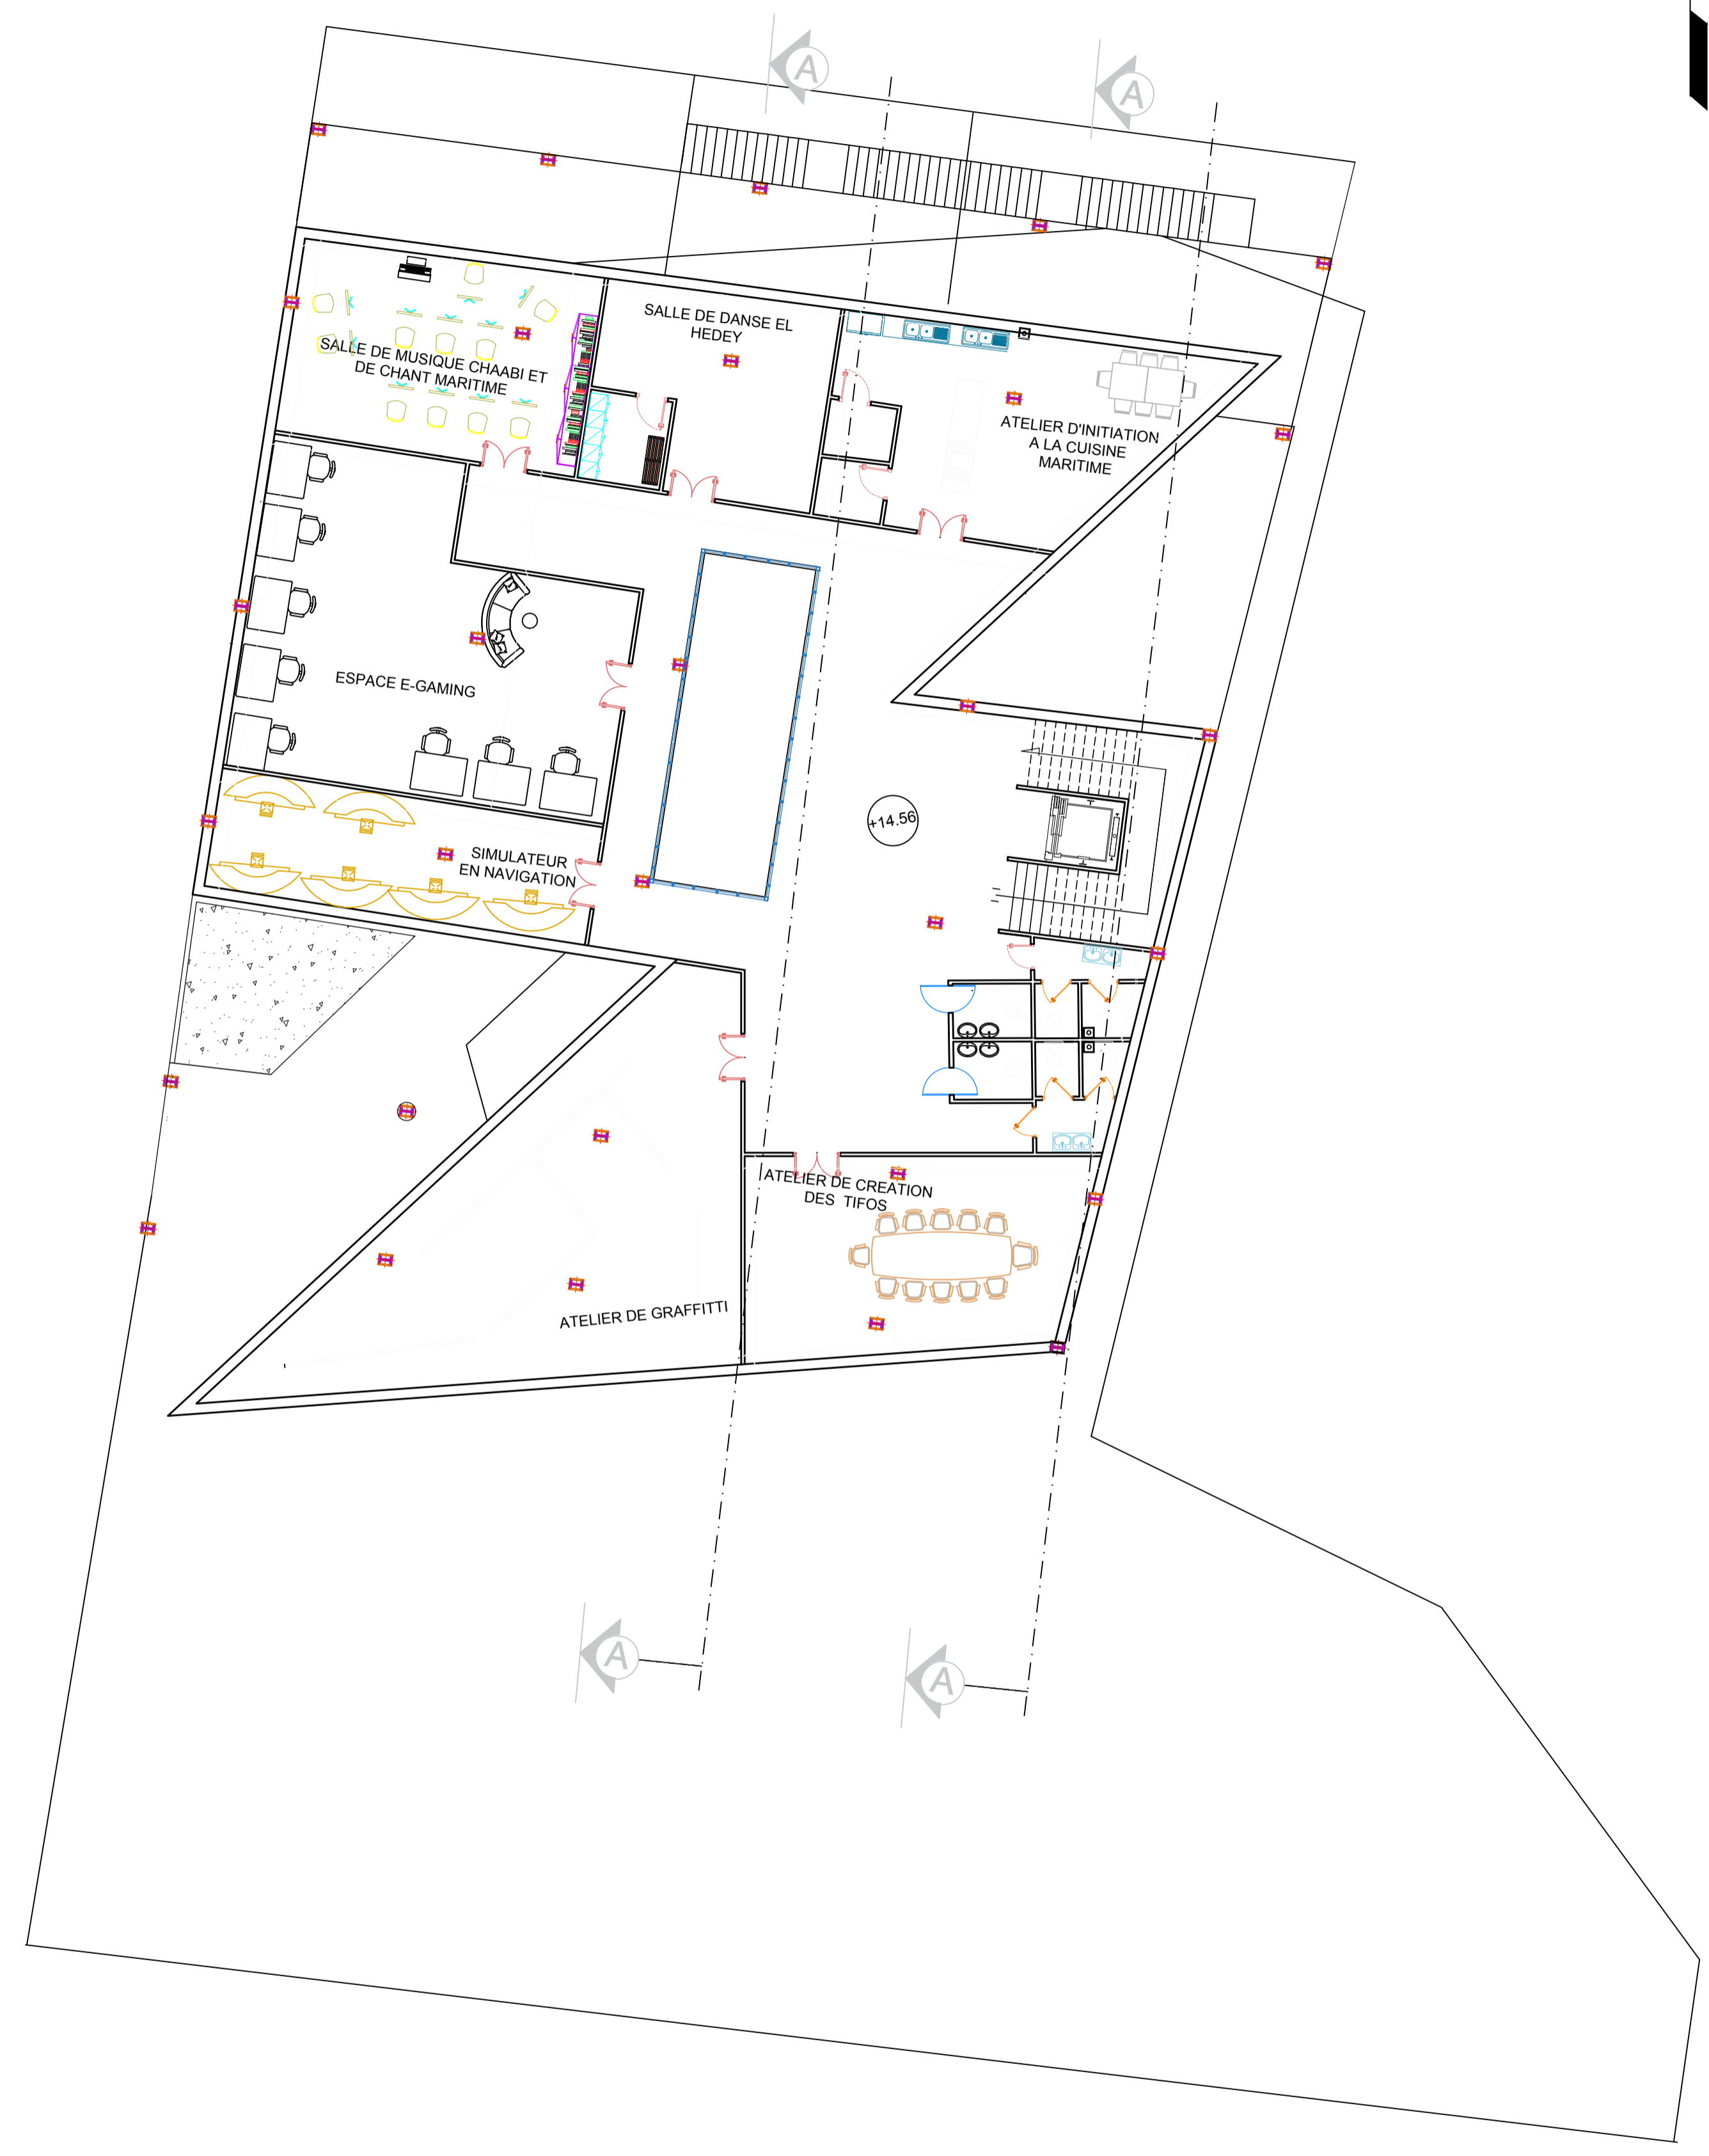 A
A
SALLE DE DANSE EL
HEDEY
SALLE DE MUSIQUE CHAABI ET
DE CHANT MARITIME
ATELIER D'INITIATION
A LA CUISINE
MARITIME
ESPACE E-GAMING
+14.56
SIMULATEUR
EN NAVIGATION
ATELIER DE CREATION
DES TIFOS
ATELIER DE GRAFFITTI
A
A